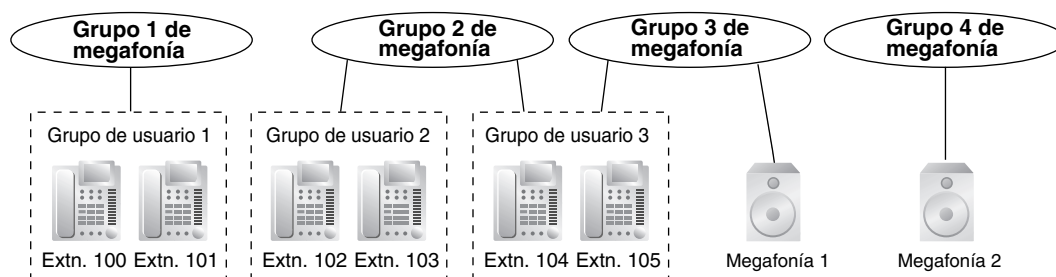 Grupo 1 de
megafonía
Grupo 2 de
megafonía
Grupo 3 de
megafonía
Grupo 4 de
megafonía
Grupo de usuario 1
Grupo de usuario 2
Grupo de usuario 3
Extn. 100 Extn. 101
Extn. 102 Extn. 103
Extn. 104 Extn. 105
Megafonía 1
Megafonía 2